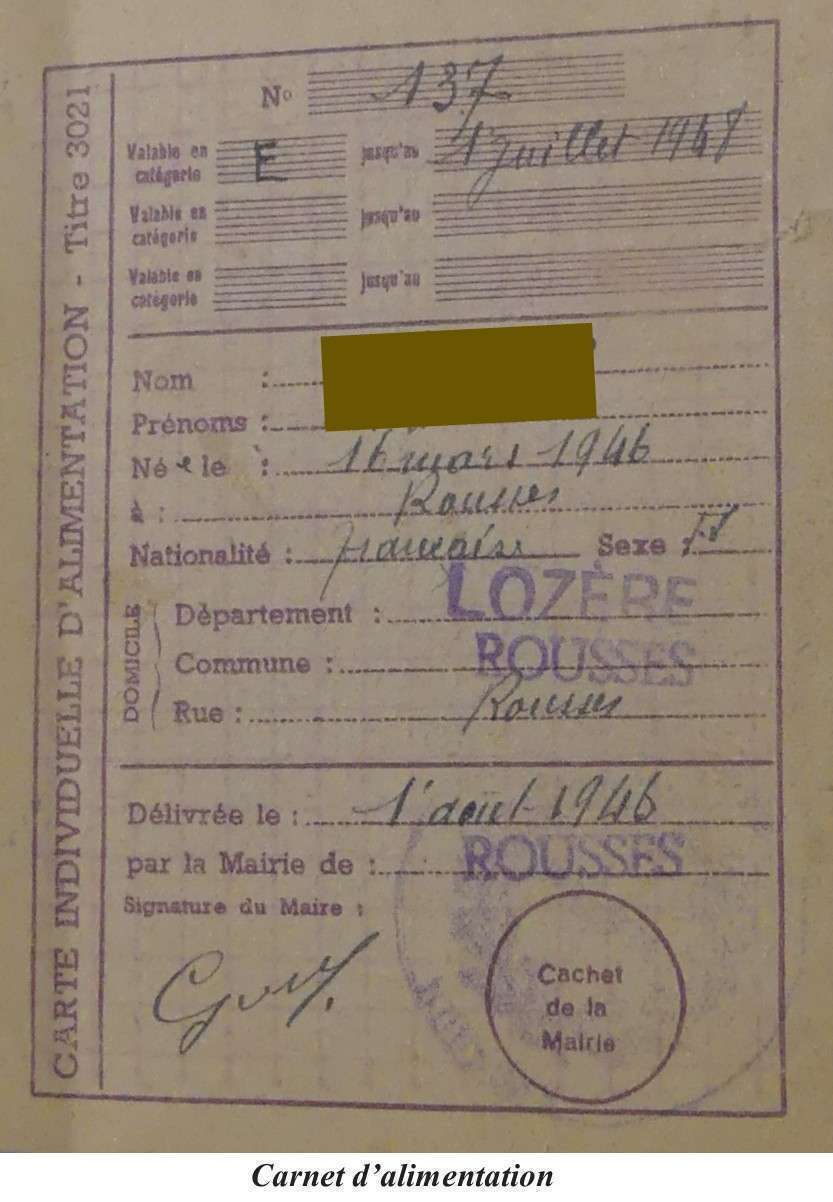 CARTE INDIVIDUELLE D'ALIMENTATION - Titre 3021
No 137
Valable en catégorie E jusqu'au 1 juillet 1948
Valable en catégorie jusqu'au
Valable en catégorie jusqu'au
Nom :
Prénoms :
Née le : 16 mars 1946
à : Rousses
Nationalité : française Sexe : F
DOMICILE
Département : LOZÈRE
Commune : ROUSSES
Rue : Rousses
Délivrée le : 1 août 1946
par la Mairie de : ROUSSES
Signature du Maire :
Cachet
de la
Mairie
Carnet d'alimentation